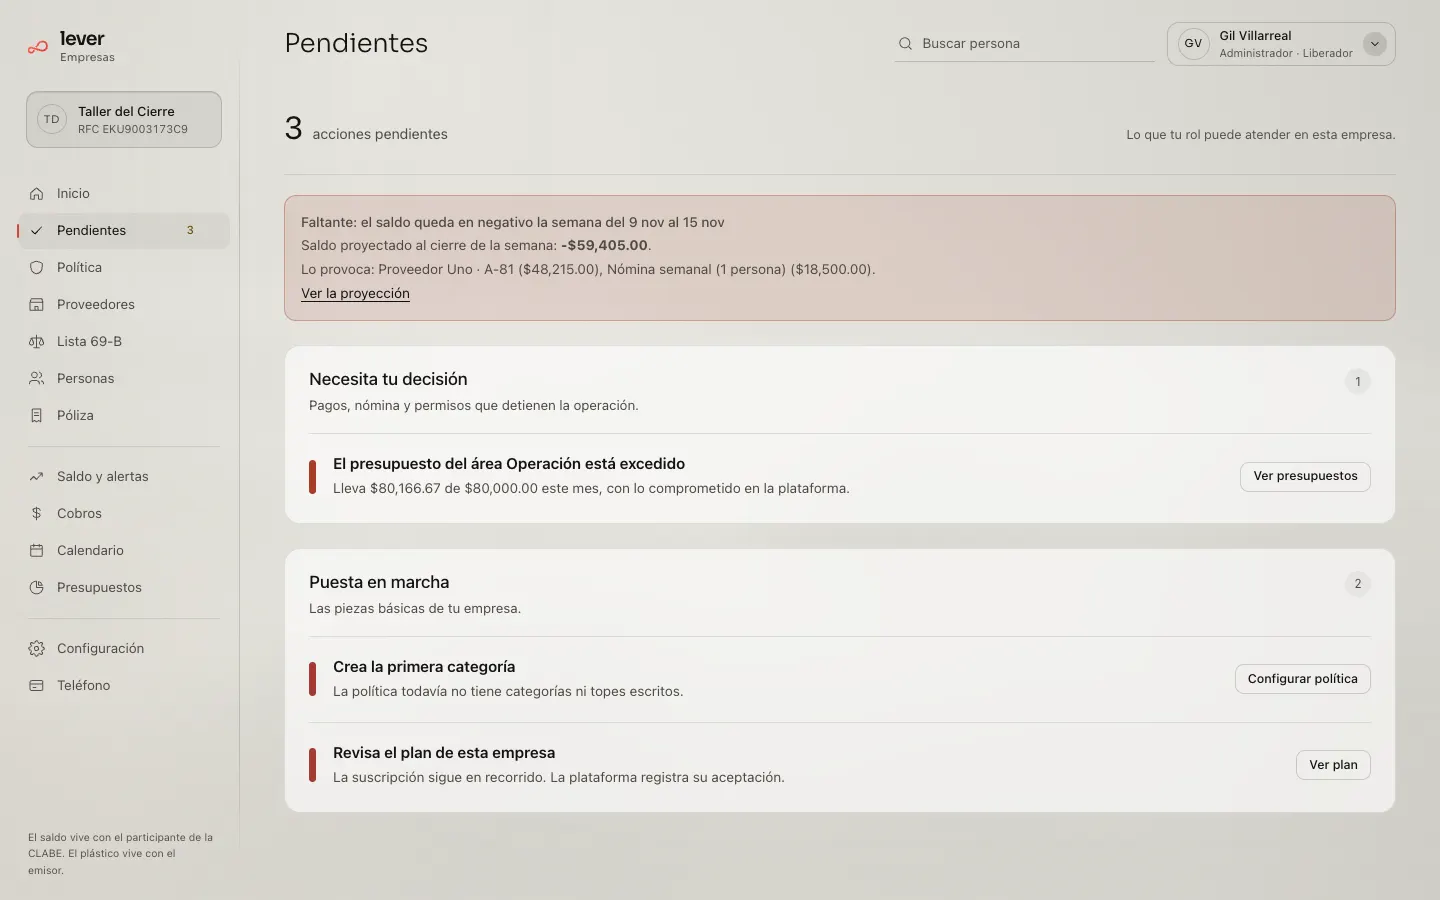 lever
Empresas
TD
Taller del Cierre
RFC EKU9003173C9
Inicio
Pendientes 3
Política
Proveedores
Lista 69-B
Personas
Póliza
Saldo y alertas
Cobros
Calendario
Presupuestos
Configuración
Teléfono
El saldo vive con el participante de la
CLABE. El plástico vive con el
emisor.
Pendientes
Buscar persona
GV
Gil Villarreal
Administrador · Liberador
3 acciones pendientes
Lo que tu rol puede atender en esta empresa.
Faltante: el saldo queda en negativo la semana del 9 nov al 15 nov
Saldo proyectado al cierre de la semana: -$59,405.00.
Lo provoca: Proveedor Uno · A-81 ($48,215.00), Nómina semanal (1 persona) ($18,500.00).
Ver la proyección
Necesita tu decisión
1
Pagos, nómina y permisos que detienen la operación.
El presupuesto del área Operación está excedido
Lleva $80,166.67 de $80,000.00 este mes, con lo comprometido en la plataforma.
Ver presupuestos
Puesta en marcha
2
Las piezas básicas de tu empresa.
Crea la primera categoría
La política todavía no tiene categorías ni topes escritos.
Configurar política
Revisa el plan de esta empresa
La suscripción sigue en recorrido. La plataforma registra su aceptación.
Ver plan